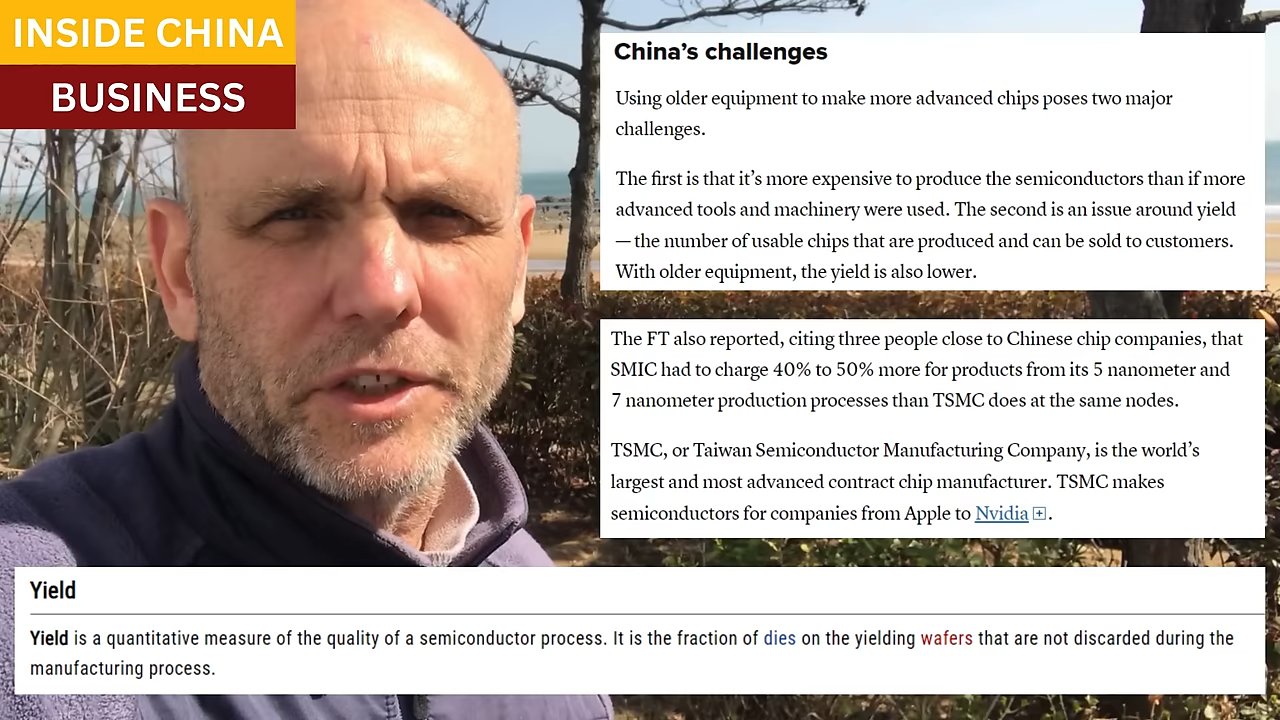 INSIDE CHINA
BUSINESS
China's challenges
Using older equipment to make more advanced chips poses two major
challenges.
The first is that it's more expensive to produce the semiconductors than if more
advanced tools and machinery were used. The second is an issue around yield
— the number of usable chips that are produced and can be sold to customers.
With older equipment, the yield is also lower.
The FT also reported, citing three people close to Chinese chip companies, that
SMIC had to charge 40% to 50% more for products from its 5 nanometer and
7 nanometer production processes than TSMC does at the same nodes.
TSMC, or Taiwan Semiconductor Manufacturing Company, is the world's
largest and most advanced contract chip manufacturer. TSMC makes
semiconductors for companies from Apple to Nvidia.
Yield
Yield is a quantitative measure of the quality of a semiconductor process. It is the fraction of dies on the yielding wafers that are not discarded during the
manufacturing process.